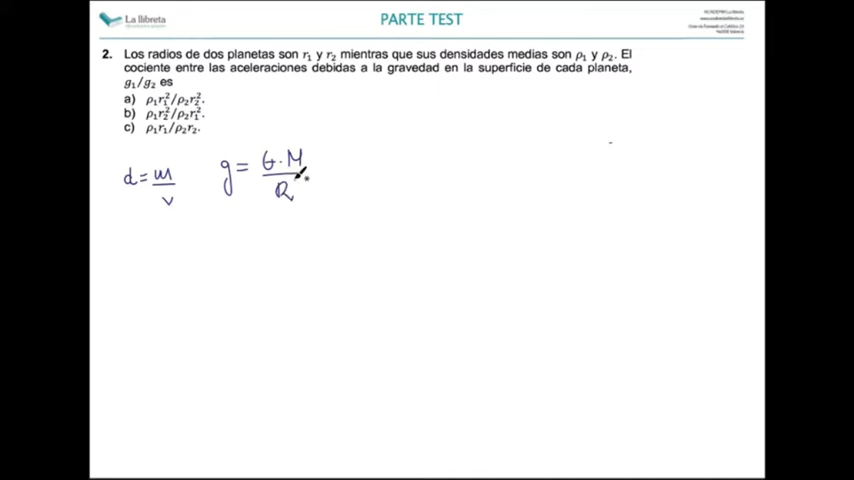 La llibreta
PARTE TEST
2. Los radios de dos planetas son r₁ y r₂ mientras que sus densidades medias son ρ₁ y ρ₂. El
cociente entre las aceleraciones debidas a la gravedad en la superficie de cada planeta,
g₁/g₂ es
a) ρ₁r₁²/ρ₂r₂².
b) ρ₁r₂²/ρ₂r₁².
c) ρ₁r₁/ρ₂r₂.
d = m/v g = G·M/R